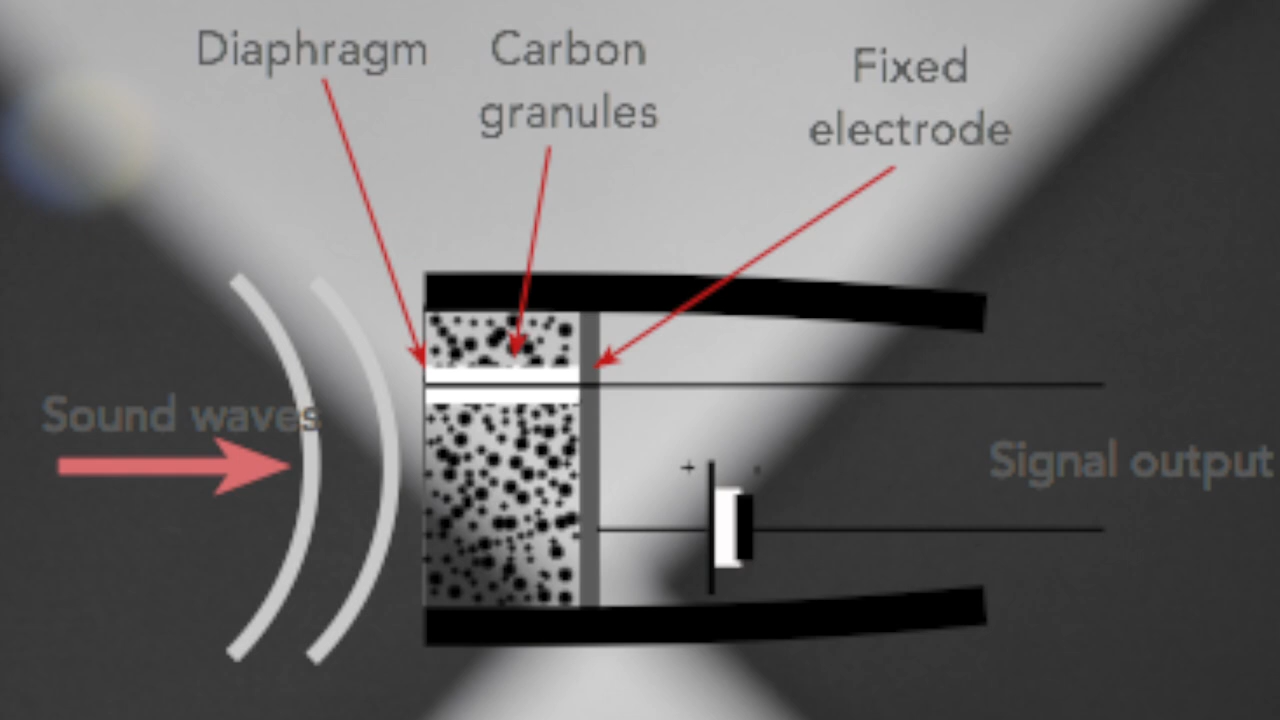 Diaphragm
Carbon
granules
Fixed
electrode
Sound waves
Signal output
+